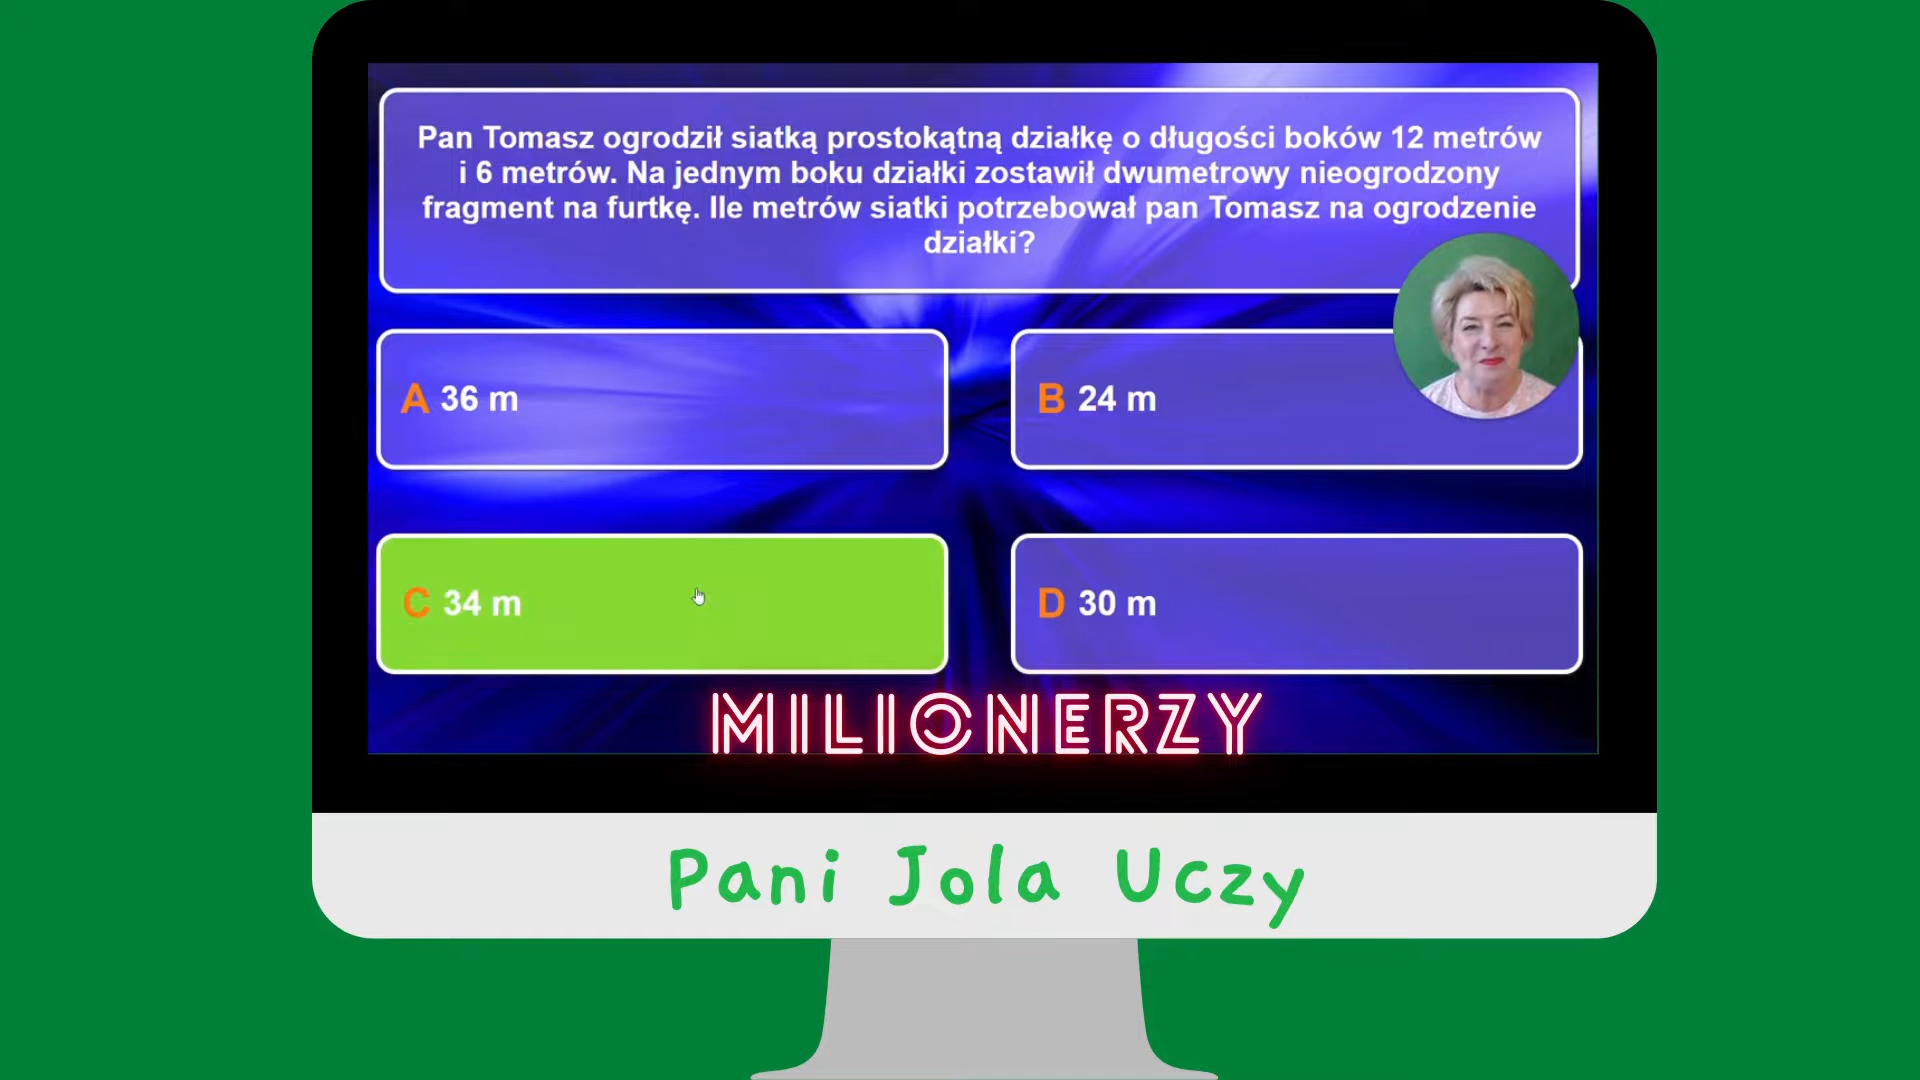 Pan Tomasz ogrodził siatką prostokątną działkę o długości boków 12 metrów
i 6 metrów. Na jednym boku działki zostawił dwumetrowy nieogrodzony
fragment na furtkę. Ile metrów siatki potrzebował pan Tomasz na ogrodzenie
działki?
A 36 m
B 24 m
C 34 m
D 30 m
MILIONERZY
Pani Jola Uczy